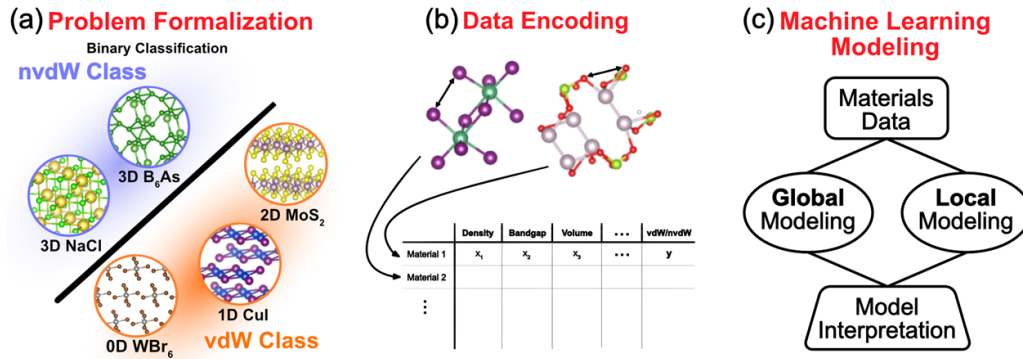 (a) Problem Formalization
Binary Classification
nvdW Class
3D B₆As
3D NaCl
2D MoS₂
1D CuI
0D WBr₆
vdW Class
(b) Data Encoding
Density Bandgap Volume ••• vdW/nvdW
Material 1 x₁ x₂ x₃ ••• y
Material 2
(c) Machine Learning
Modeling
Materials
Data
Global
Modeling
Local
Modeling
Model
Interpretation